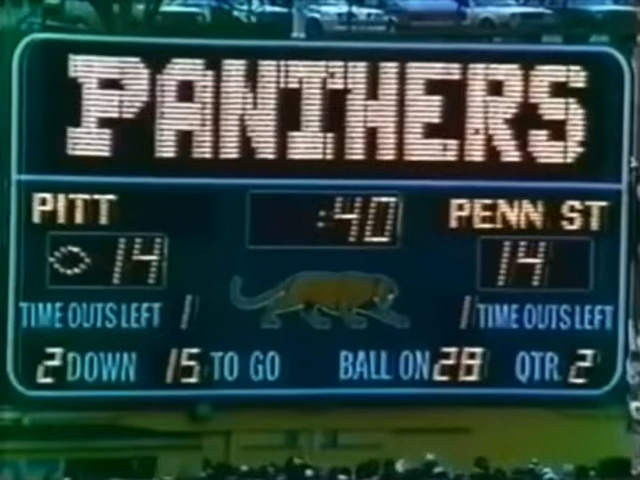 PANTHERS
PITT :40 PENN ST
14 14
TIME OUTS LEFT 1 1 TIME OUTS LEFT
2 DOWN 15 TO GO BALL ON 28 QTR 2